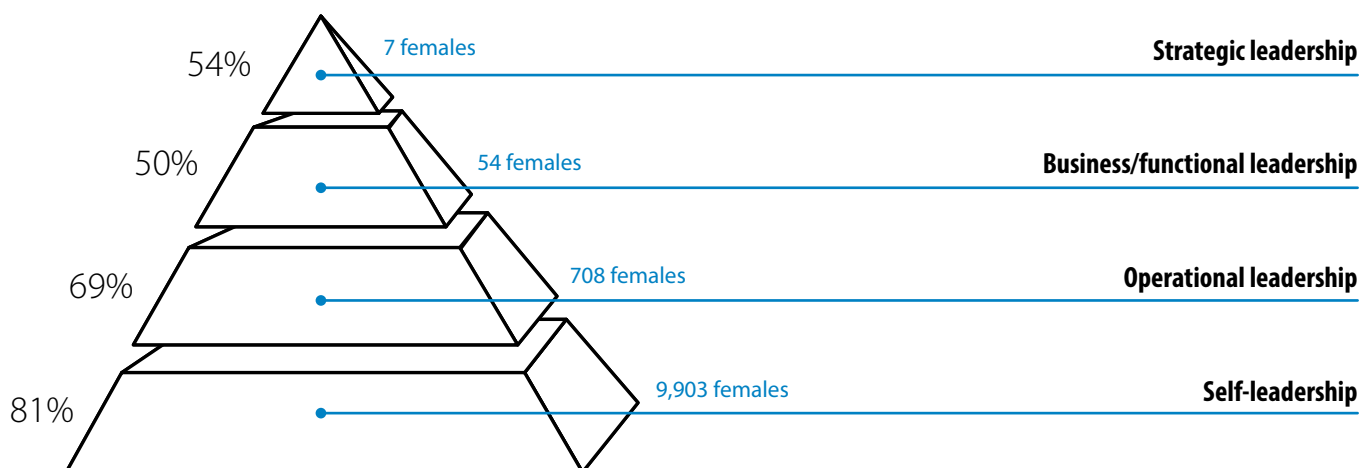 54%
7 females
Strategic leadership
50%
54 females
Business/functional leadership
69%
708 females
Operational leadership
81%
9,903 females
Self-leadership